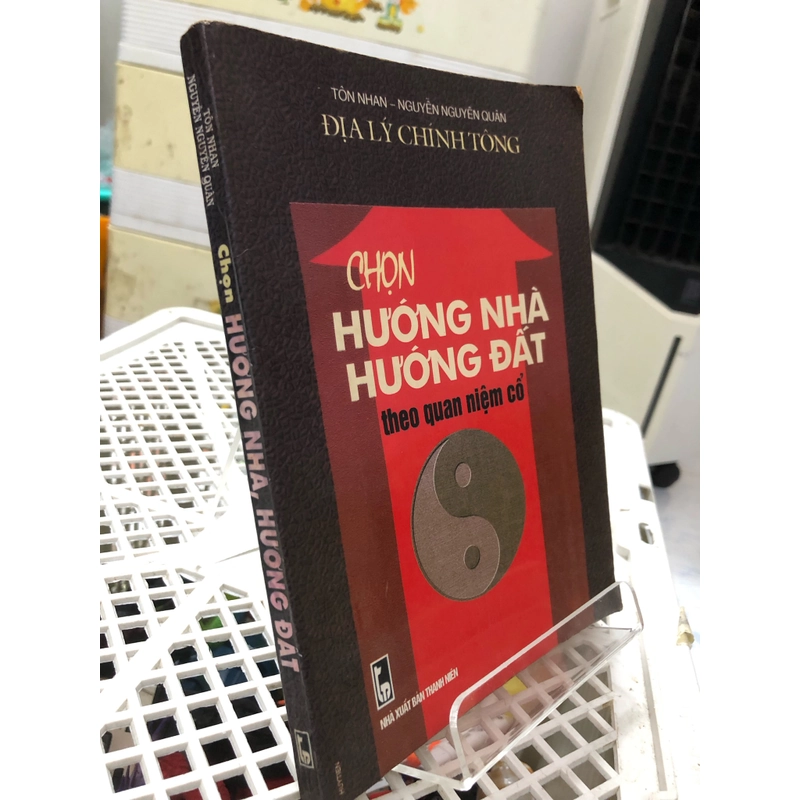 TÔN NHAN – NGUYỄN NGUYÊN QUÂN
ĐỊA LÝ CHÍNH TÔNG
CHỌN
HƯỚNG NHÀ
HƯỚNG ĐẤT
theo quan niệm cổ
NHÀ XUẤT BẢN THANH NIÊN
TÔN NHAN
NGUYỄN NGUYÊN QUÂN
Chọn HƯỚNG NHÀ, HƯỚNG ĐẤT